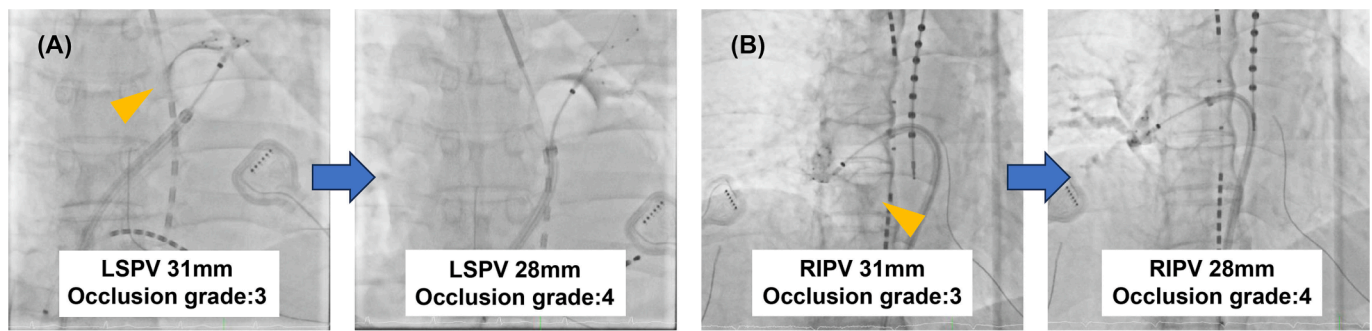 (A)
LSPV 31mm
Occlusion grade:3
LSPV 28mm
Occlusion grade:4
(B)
RIPV 31mm
Occlusion grade:3
RIPV 28mm
Occlusion grade:4